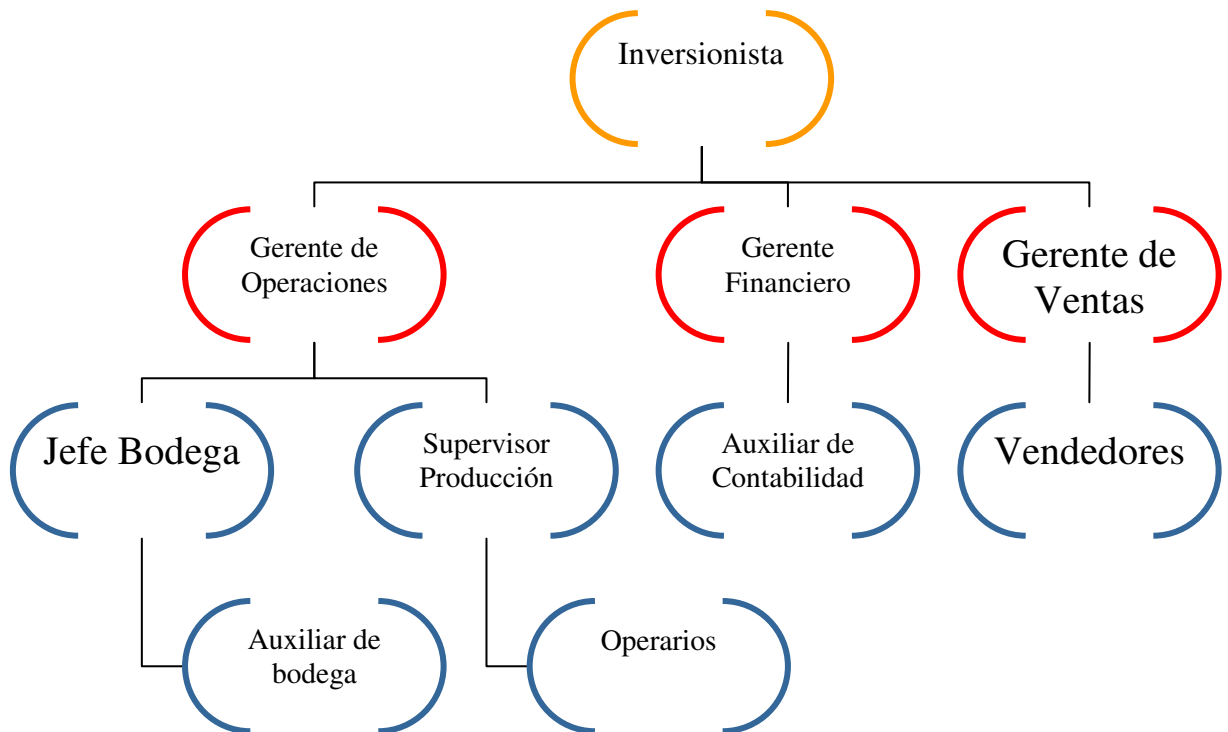 Inversionista
Gerente de
Operaciones
Gerente
Financiero
Gerente de
Ventas
Jefe Bodega
Supervisor
Producción
Auxiliar de
Contabilidad
Vendedores
Auxiliar de
bodega
Operarios